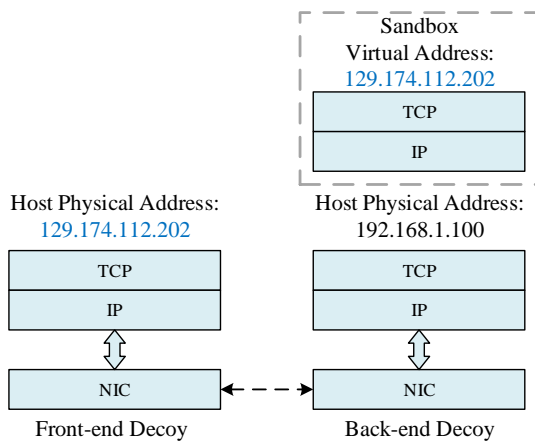 Sandbox
Virtual Address:
129.174.112.202
TCP
IP
Host Physical Address:
129.174.112.202
TCP
IP
NIC
Front-end Decoy
Host Physical Address:
192.168.1.100
TCP
IP
NIC
Back-end Decoy